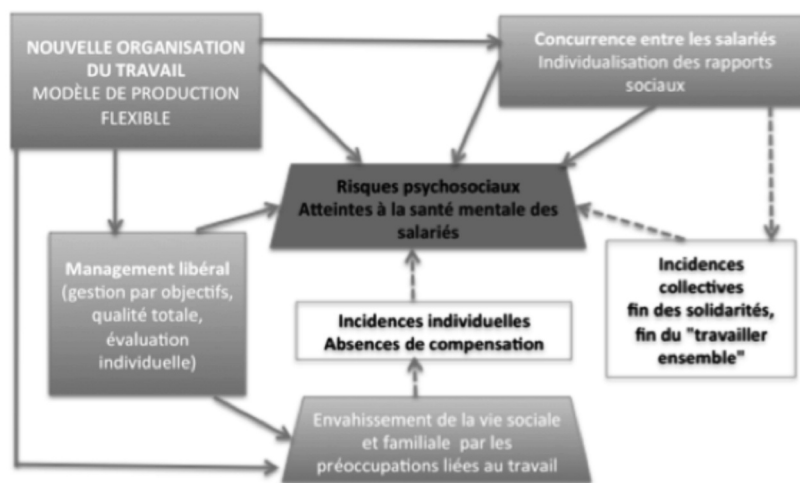 NOUVELLE ORGANISATION
DU TRAVAIL
MODÈLE DE PRODUCTION
FLEXIBLE
Concurrence entre les salariés
Individualisation des rapports
sociaux
Risques psychosociaux
Atteintes à la santé mentale des
salariés
Management libéral
(gestion par objectifs,
qualité totale,
évaluation
individuelle)
Incidences individuelles
Absences de compensation
Incidences
collectives
fin des solidarités,
fin du "travailler
ensemble"
Envahissement de la vie sociale
et familiale par les
préoccupations liées au travail